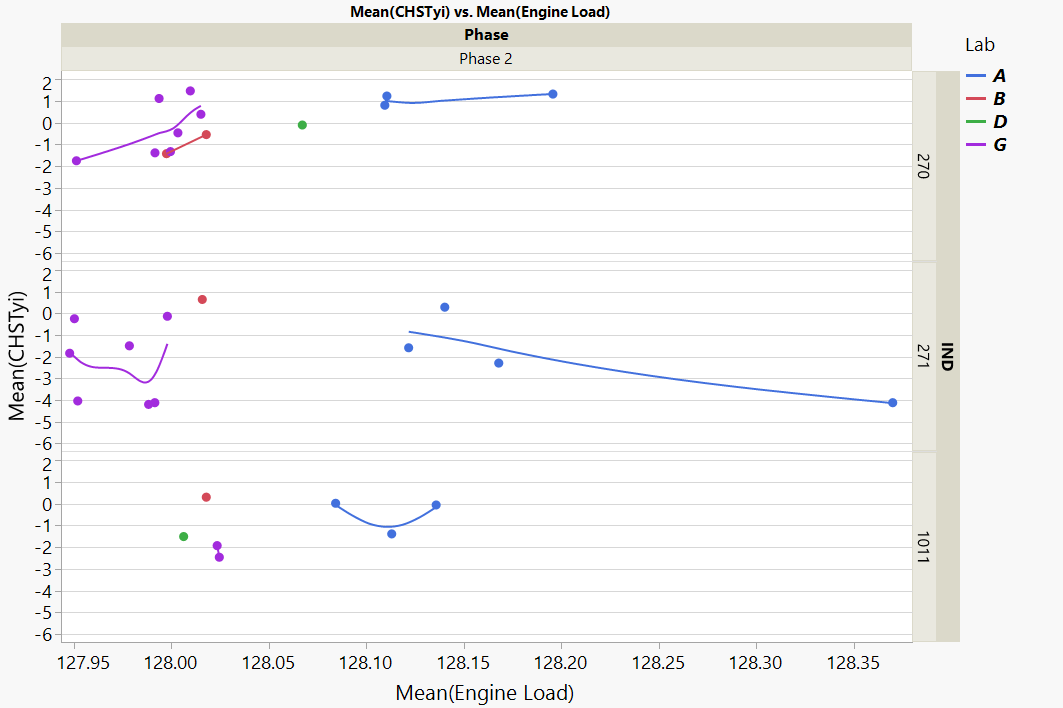 Mean(CHSTyi) vs. Mean(Engine Load)
Phase
Phase 2
Lab
A
B
D
G
Mean(CHSTyi)
2
1
0
-1
-2
-3
-4
-5
-6
270
2
1
0
-1
-2
-3
-4
-5
-6
271
IND
2
1
0
-1
-2
-3
-4
-5
-6
1011
127.95 128.00 128.05 128.10 128.15 128.20 128.25 128.30 128.35
Mean(Engine Load)